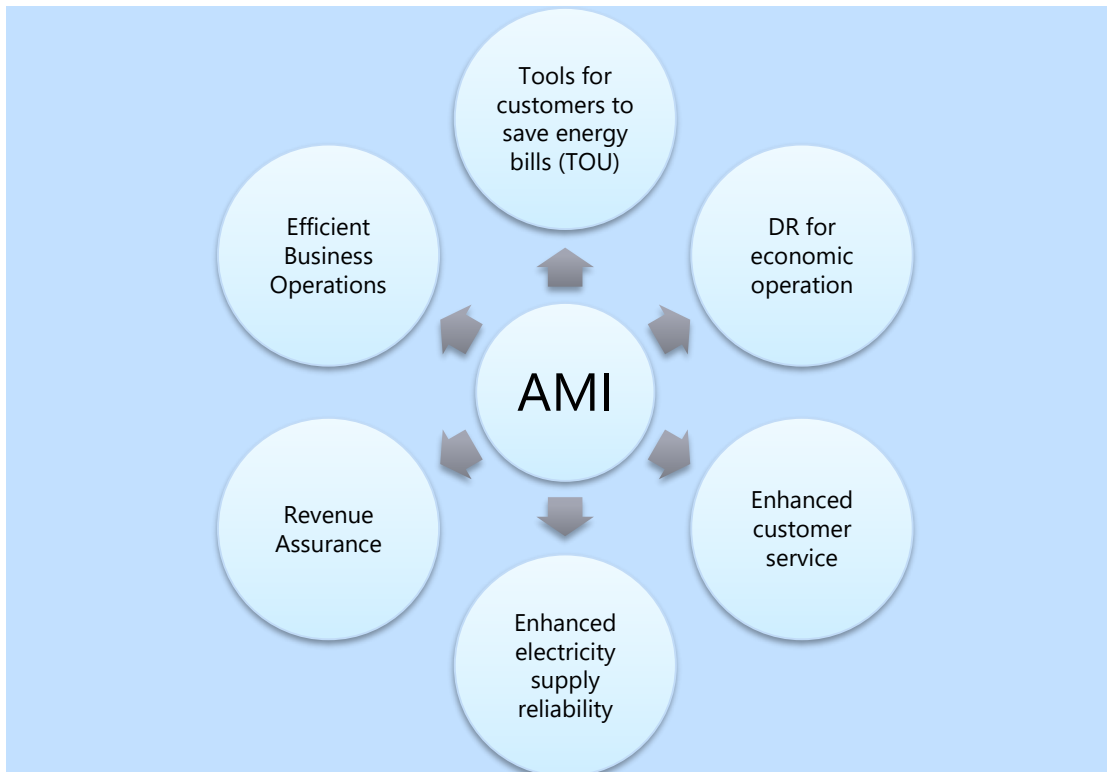 Tools for
customers to
save energy
bills (TOU)
Efficient
Business
Operations
DR for
economic
operation
AMI
Revenue
Assurance
Enhanced
customer
service
Enhanced
electricity
supply
reliability